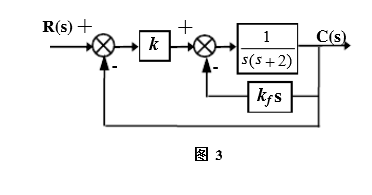 R(s) + + C(s)
k
1
s(s+2)
- -
k_f s
图 3